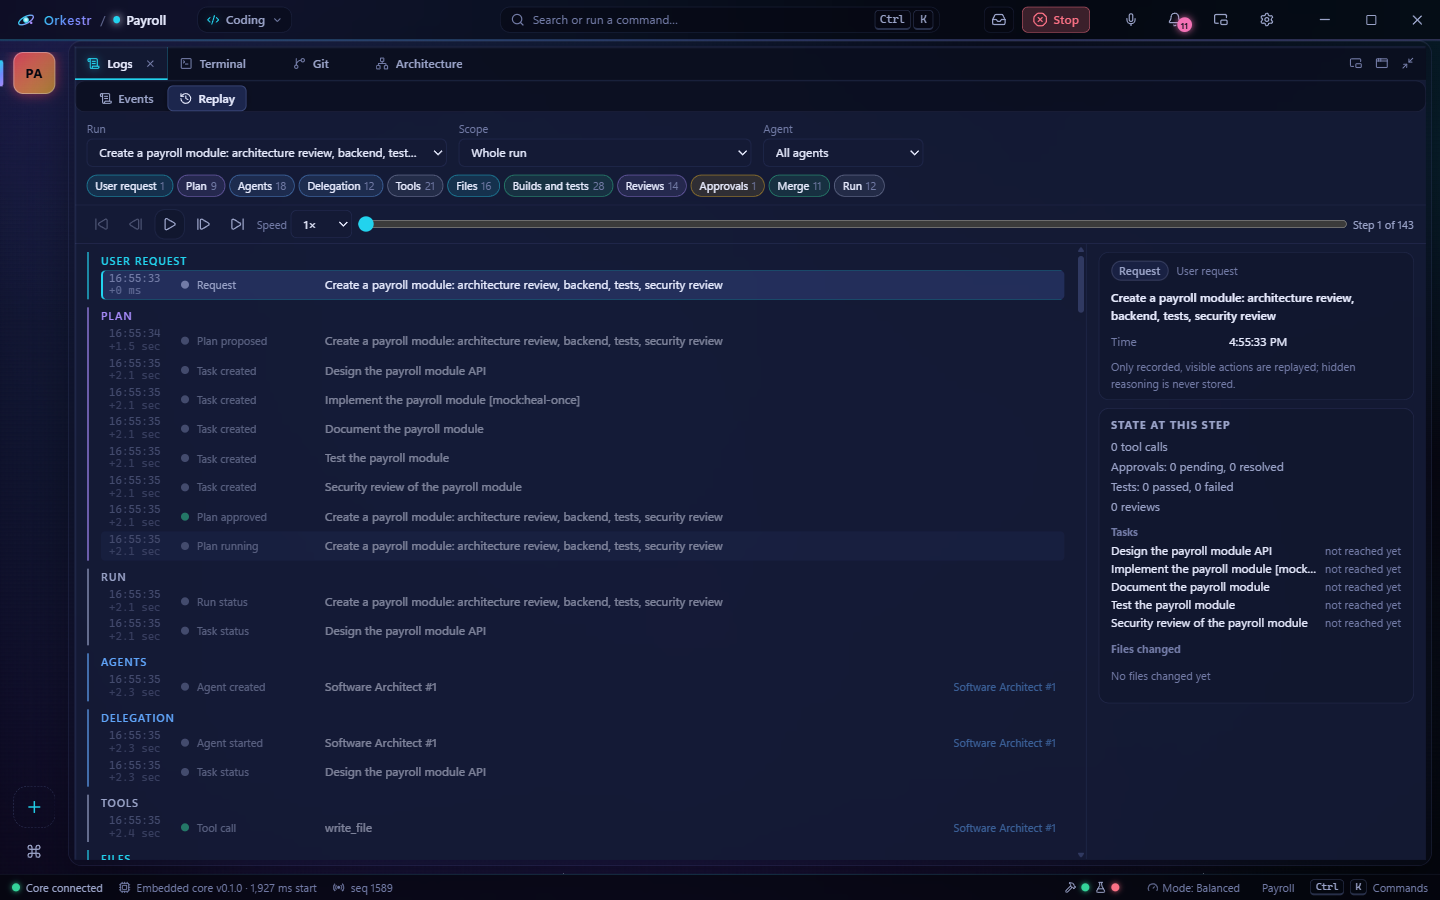 Orkestr / Payroll
Coding
Search or run a command...
Ctrl K
Stop
11
PA
Logs
Terminal
Git
Architecture
Events
Replay
Run
Scope
Agent
Create a payroll module: architecture review, backend, test...
Whole run
All agents
User request 1
Plan 9
Agents 18
Delegation 12
Tools 21
Files 16
Builds and tests 28
Reviews 14
Approvals 1
Merge 11
Run 12
Speed 1×
Step 1 of 143
USER REQUEST
16:55:33 +0 ms Request Create a payroll module: architecture review, backend, tests, security review
PLAN
16:55:34 +1.5 sec Plan proposed Create a payroll module: architecture review, backend, tests, security review
16:55:35 +2.1 sec Task created Design the payroll module API
16:55:35 +2.1 sec Task created Implement the payroll module [mock:heal-once]
16:55:35 +2.1 sec Task created Document the payroll module
16:55:35 +2.1 sec Task created Test the payroll module
16:55:35 +2.1 sec Task created Security review of the payroll module
16:55:35 +2.1 sec Plan approved Create a payroll module: architecture review, backend, tests, security review
16:55:35 +2.1 sec Plan running Create a payroll module: architecture review, backend, tests, security review
RUN
16:55:35 +2.1 sec Run status Create a payroll module: architecture review, backend, tests, security review
16:55:35 +2.1 sec Task status Design the payroll module API
AGENTS
16:55:35 +2.3 sec Agent created Software Architect #1 Software Architect #1
DELEGATION
16:55:35 +2.3 sec Agent started Software Architect #1 Software Architect #1
16:55:35 +2.3 sec Task status Design the payroll module API
TOOLS
16:55:35 +2.4 sec Tool call write_file Software Architect #1
FILES
Request User request
Create a payroll module: architecture review,
backend, tests, security review
Time 4:55:33 PM
Only recorded, visible actions are replayed; hidden
reasoning is never stored.
STATE AT THIS STEP
0 tool calls
Approvals: 0 pending, 0 resolved
Tests: 0 passed, 0 failed
0 reviews
Tasks
Design the payroll module API not reached yet
Implement the payroll module [mock... not reached yet
Document the payroll module not reached yet
Test the payroll module not reached yet
Security review of the payroll module not reached yet
Files changed
No files changed yet
Core connected
Embedded core v0.1.0 · 1,927 ms start
seq 1589
Mode: Balanced
Payroll
Ctrl K Commands